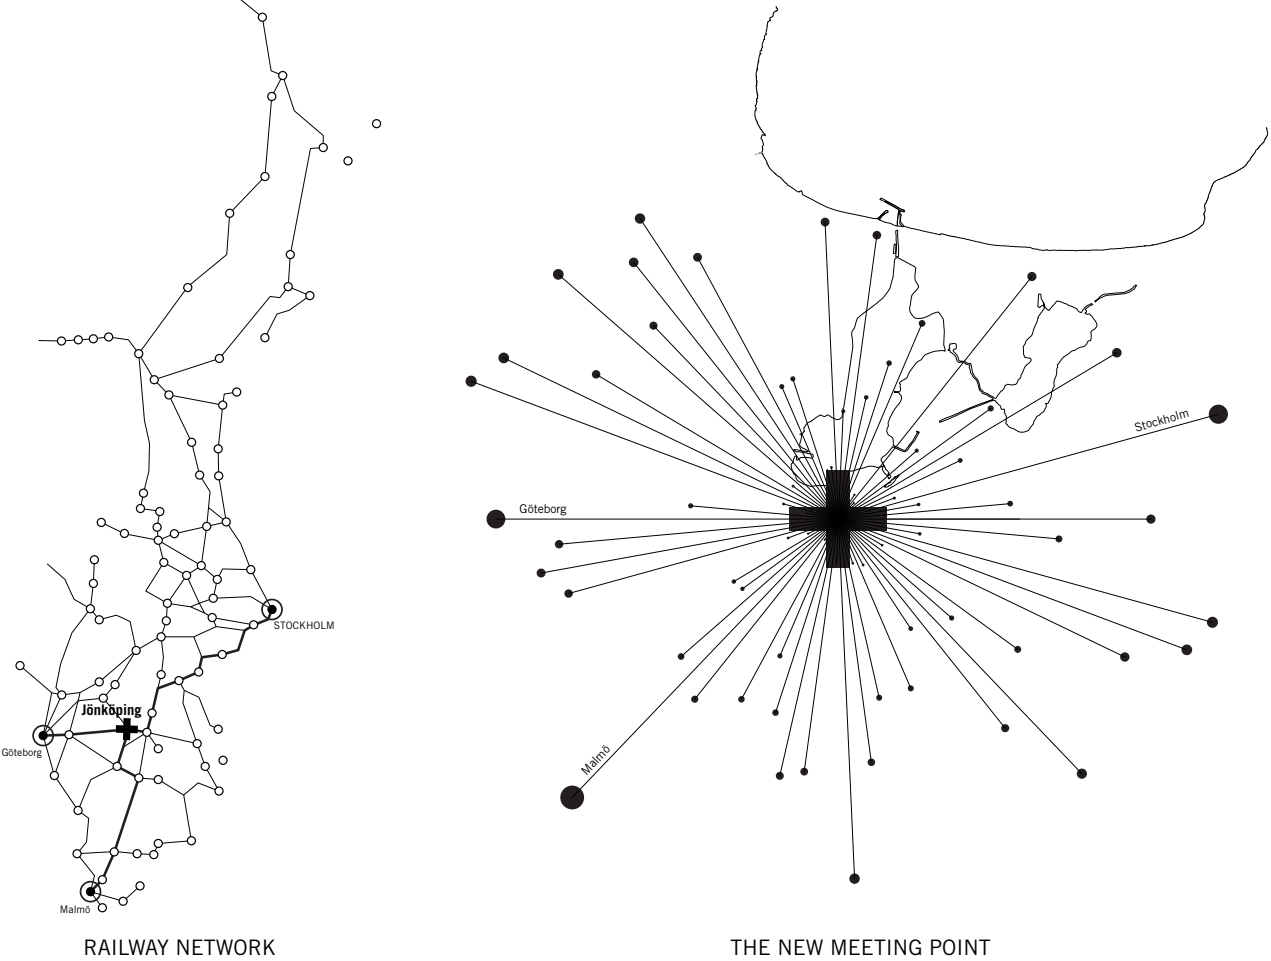 STOCKHOLM
Jönköping
Göteborg
Malmö
RAILWAY NETWORK
Stockholm
Göteborg
Malmö
THE NEW MEETING POINT